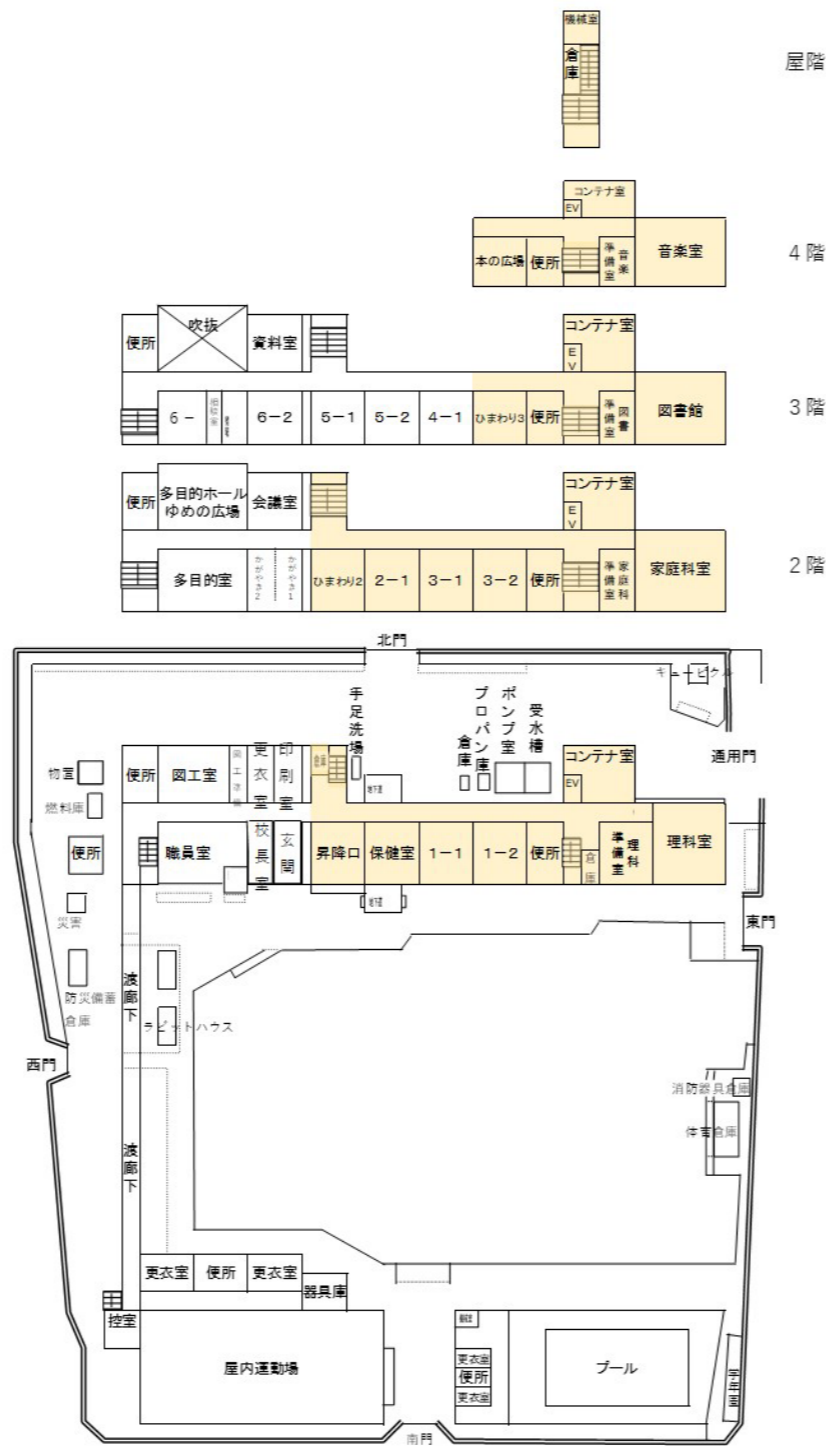 機械室
倉庫
屋階
コンテナ室
EV
本の広場
便所
準備室
音楽
音楽室
4階
便所
吹抜
資料室
コンテナ室
EV
6－
6－2
5－1
5－2
4－1
ひまわり3
便所
準備室
図書
図書館
3階
便所
多目的ホール
ゆめの広場
会議室
コンテナ室
EV
多目的室
かがやき2
かがやき1
ひまわり2
2－1
3－1
3－2
便所
準備室
家庭科
家庭科室
2階
北門
キュービクル
手足洗場
倉庫
プロパン庫
ポンプ室
受水槽
通用門
物置
燃料庫
便所
便所
図工室
図工準備
更衣室
印刷室
倉庫
地下道
コンテナ室
EV
職員室
校長室
玄関
昇降口
保健室
1－1
1－2
便所
倉庫
準備室
理科
理科室
地下道
災害
東門
防災備蓄
倉庫
渡廊下
ラビットハウス
西門
消防器具倉庫
体育倉庫
渡廊下
更衣室
便所
更衣室
器具庫
控室
屋内運動場
更衣室
便所
更衣室
プール
南門